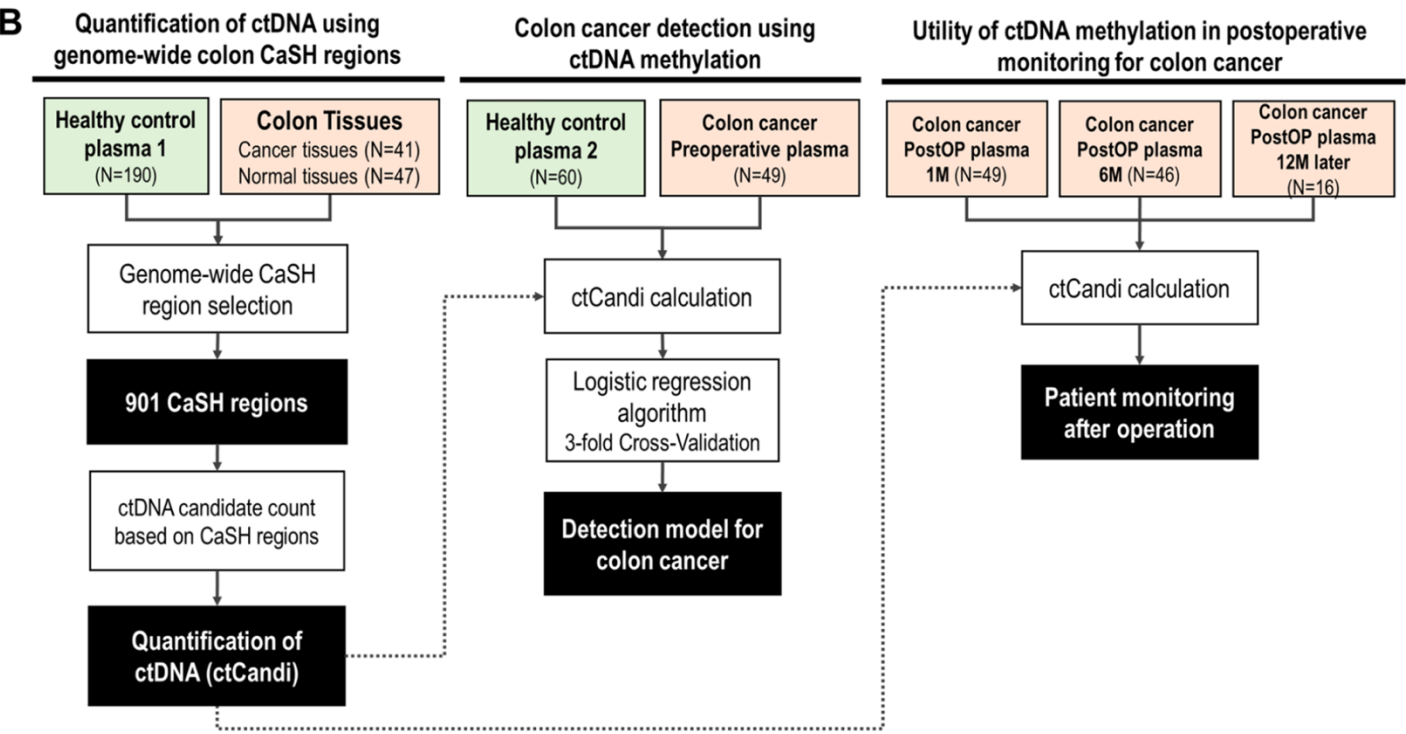 B
Quantification of ctDNA using
genome-wide colon CaSH regions
Healthy control
plasma 1
(N=190)
Colon Tissues
Cancer tissues (N=41)
Normal tissues (N=47)
Genome-wide CaSH
region selection
901 CaSH regions
ctDNA candidate count
based on CaSH regions
Quantification of
ctDNA (ctCandi)
Colon cancer detection using
ctDNA methylation
Healthy control
plasma 2
(N=60)
Colon cancer
Preoperative plasma
(N=49)
ctCandi calculation
Logistic regression
algorithm
3-fold Cross-Validation
Detection model for
colon cancer
Utility of ctDNA methylation in postoperative
monitoring for colon cancer
Colon cancer
PostOP plasma
1M (N=49)
Colon cancer
PostOP plasma
6M (N=46)
Colon cancer
PostOP plasma
12M later
(N=16)
ctCandi calculation
Patient monitoring
after operation